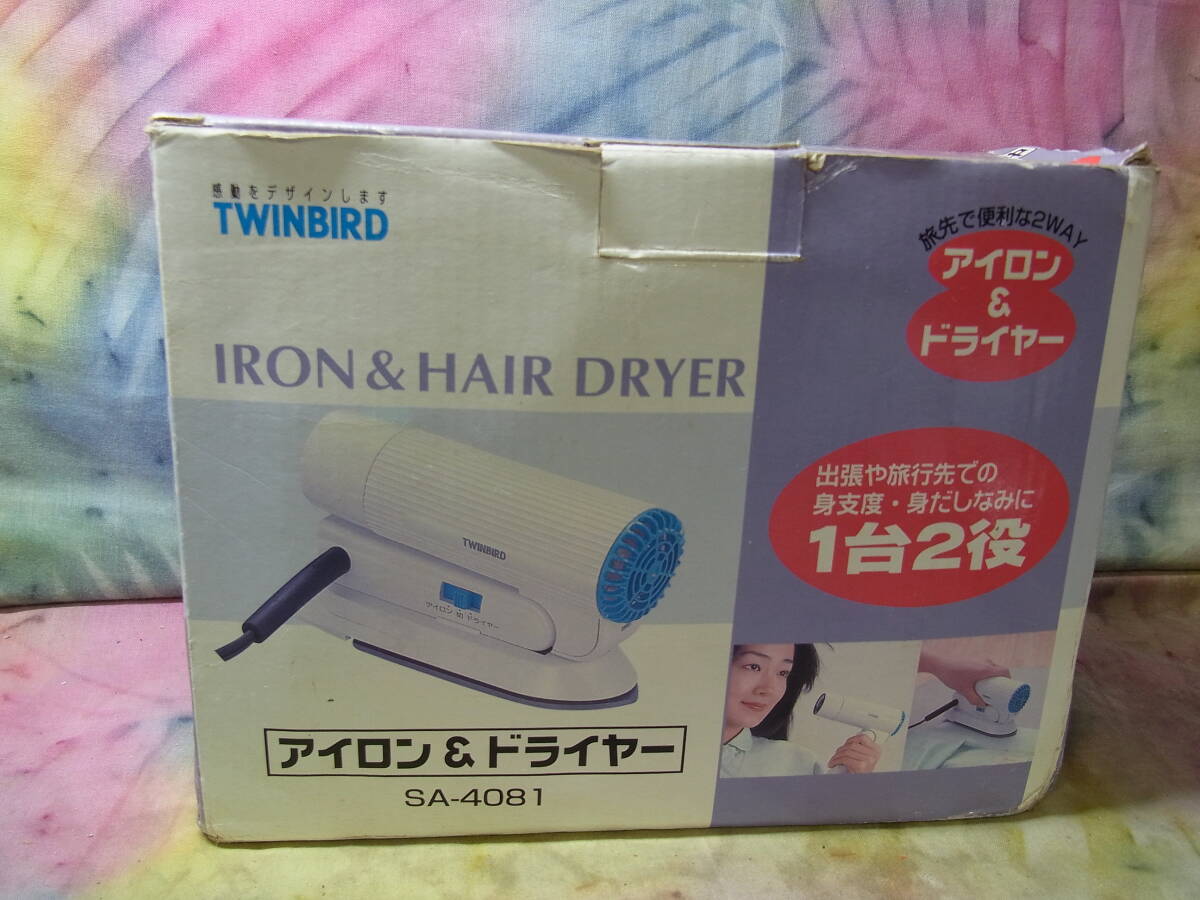 感動をデザインします
TWINBIRD
IRON & HAIR DRYER
TWINBIRD
アイロン 切 ドライヤー
アイロン & ドライヤー
SA-4081
旅先で便利な2WAY
アイロン
&
ドライヤー
出張や旅行先での
身支度・身だしなみに
1台2役